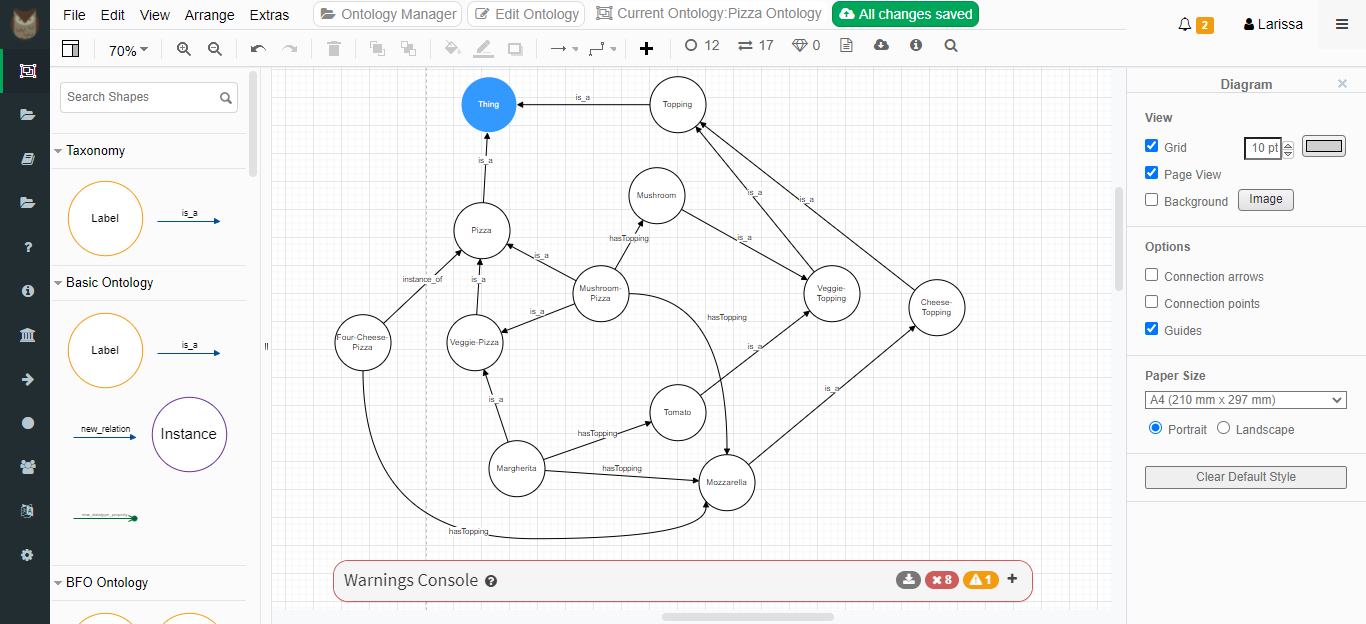 File Edit View Arrange Extras
Ontology Manager
Edit Ontology
Current Ontology:Pizza Ontology
All changes saved
2
Larissa
70%
12
17
0
Search Shapes
Taxonomy
Label
is_a
Basic Ontology
Label
is_a
new_relation
Instance
new_datatype_property
BFO Ontology
Thing
is_a
Topping
is_a
Mushroom
is_a
is_a
Pizza
hasTopping
is_a
is_a
instance_of
is_a
Mushroom-
Pizza
Veggie-
Topping
Cheese-
Topping
is_a
hasTopping
Four-Cheese-
Pizza
Veggie-Pizza
is_a
is_a
is_a
Tomato
hasTopping
Margherita
hasTopping
Mozzarella
hasTopping
Warnings Console
8
1
Diagram
View
Grid
10 pt
Page View
Background
Image
Options
Connection arrows
Connection points
Guides
Paper Size
A4 (210 mm x 297 mm)
Portrait
Landscape
Clear Default Style